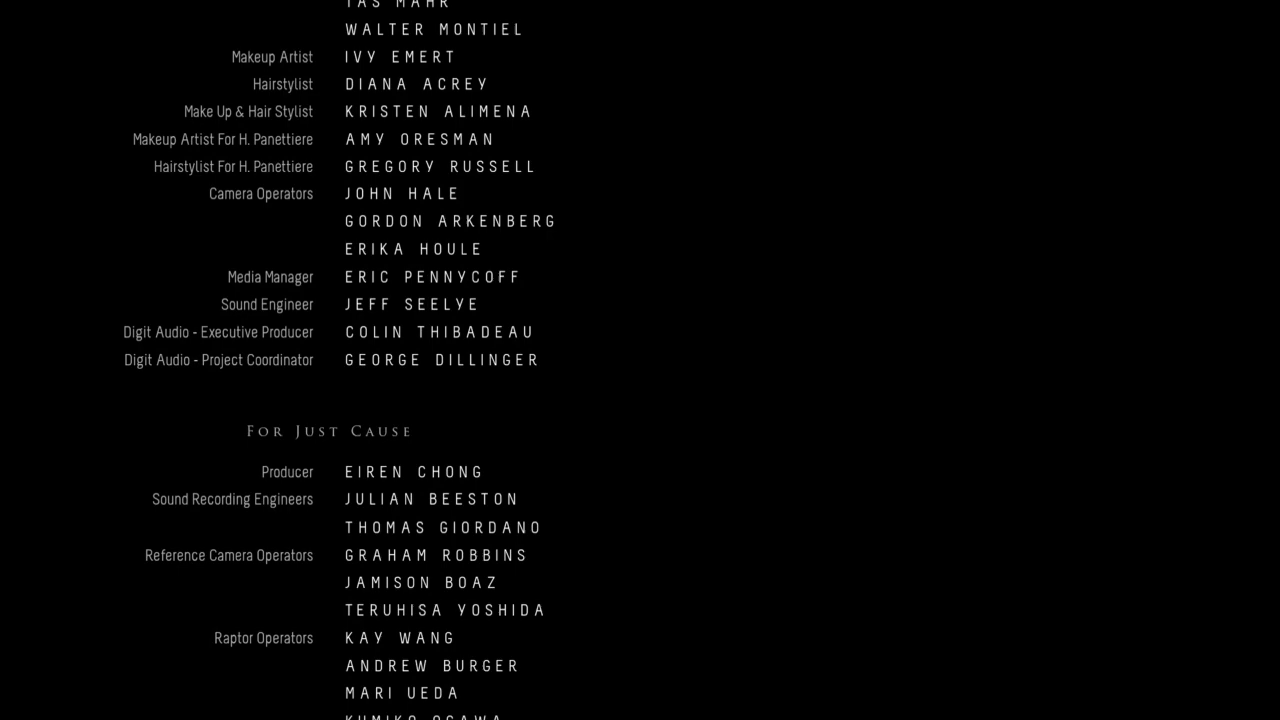 TAS MAHR
WALTER MONTIEL
Makeup Artist IVY EMERT
Hairstylist DIANA ACREY
Make Up & Hair Stylist KRISTEN ALIMENA
Makeup Artist For H. Panettiere AMY ORESMAN
Hairstylist For H. Panettiere GREGORY RUSSELL
Camera Operators JOHN HALE
GORDON ARKENBERG
ERIKA HOULE
Media Manager ERIC PENNYCOFF
Sound Engineer JEFF SEELYE
Digit Audio - Executive Producer COLIN THIBADEAU
Digit Audio - Project Coordinator GEORGE DILLINGER
For Just Cause
Producer EIREN CHONG
Sound Recording Engineers JULIAN BEESTON
THOMAS GIORDANO
Reference Camera Operators GRAHAM ROBBINS
JAMISON BOAZ
TERUHISA YOSHIDA
Raptor Operators KAY WANG
ANDREW BURGER
MARI UEDA
KUMIKO OGAWA